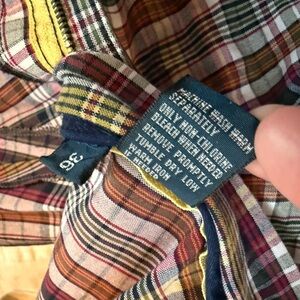 MACHINE WASH WARM
SEPARATELY
ONLY NON-CHLORINE
BLEACH WHEN NEEDED
REMOVE PROMPTLY
TUMBLE DRY LOW
WARM IRON
36